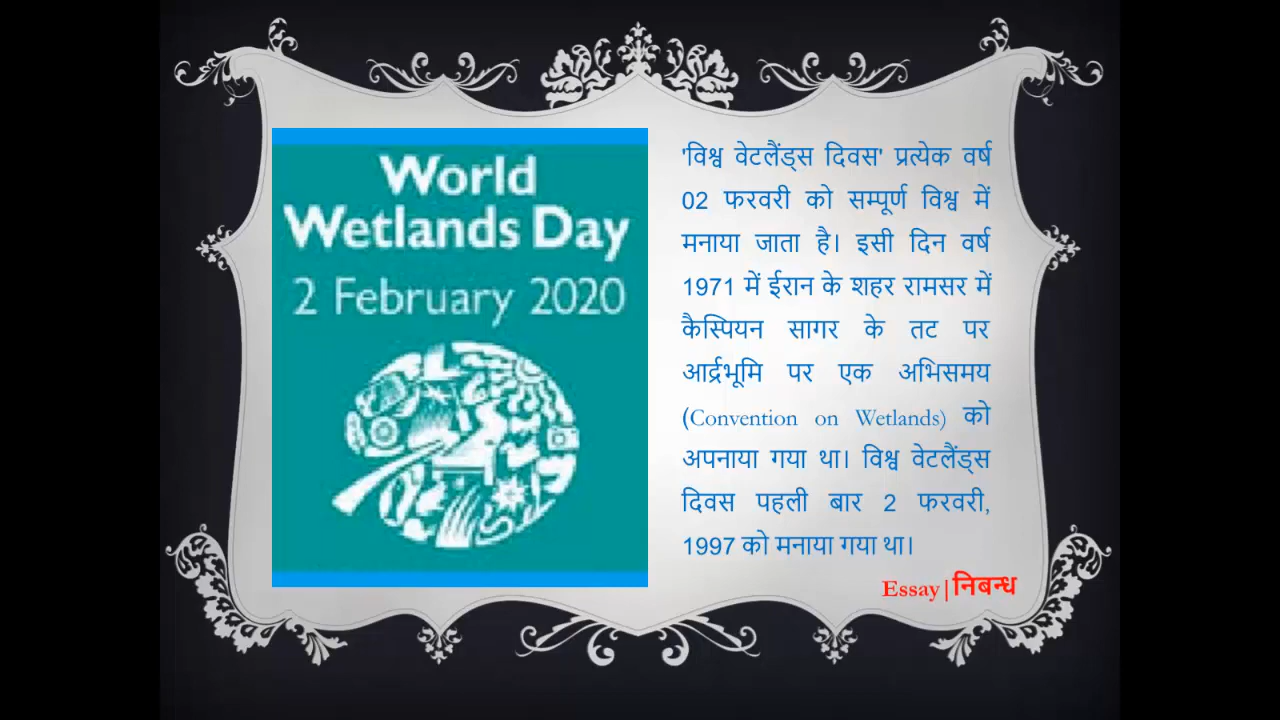 World
Wetlands Day
2 February 2020
'विश्व वेटलैंड्स दिवस' प्रत्येक वर्ष
02 फरवरी को सम्पूर्ण विश्व में
मनाया जाता है। इसी दिन वर्ष
1971 में ईरान के शहर रामसर में
कैस्पियन सागर के तट पर
आर्द्रभूमि पर एक अभिसमय
(Convention on Wetlands) को
अपनाया गया था। विश्व वेटलैंड्स
दिवस पहली बार 2 फरवरी,
1997 को मनाया गया था।
Essay|निबन्ध